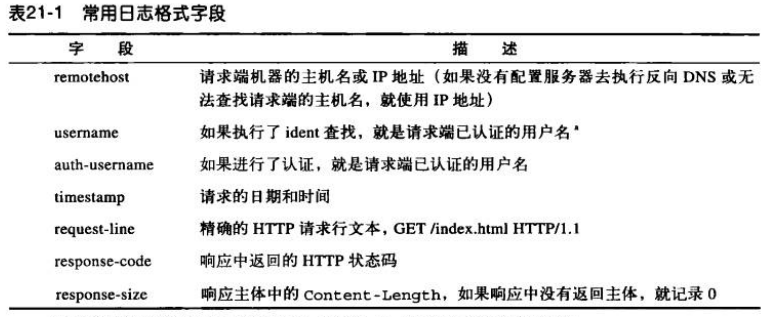 表21-1 常用日志格式字段
字 段 描 述
remotehost 请求端机器的主机名或 IP 地址（如果没有配置服务器去执行反向 DNS 或无
法查找请求端的主机名，就使用 IP 地址）
username 如果执行了 ident 查找，就是请求端已认证的用户名ª
auth-username 如果进行了认证，就是请求端已认证的用户名
timestamp 请求的日期和时间
request-line 精确的 HTTP 请求行文本，GET /index.html HTTP/1.1
response-code 响应中返回的 HTTP 状态码
response-size 响应主体中的 Content-Length，如果响应中没有返回主体，就记录 0